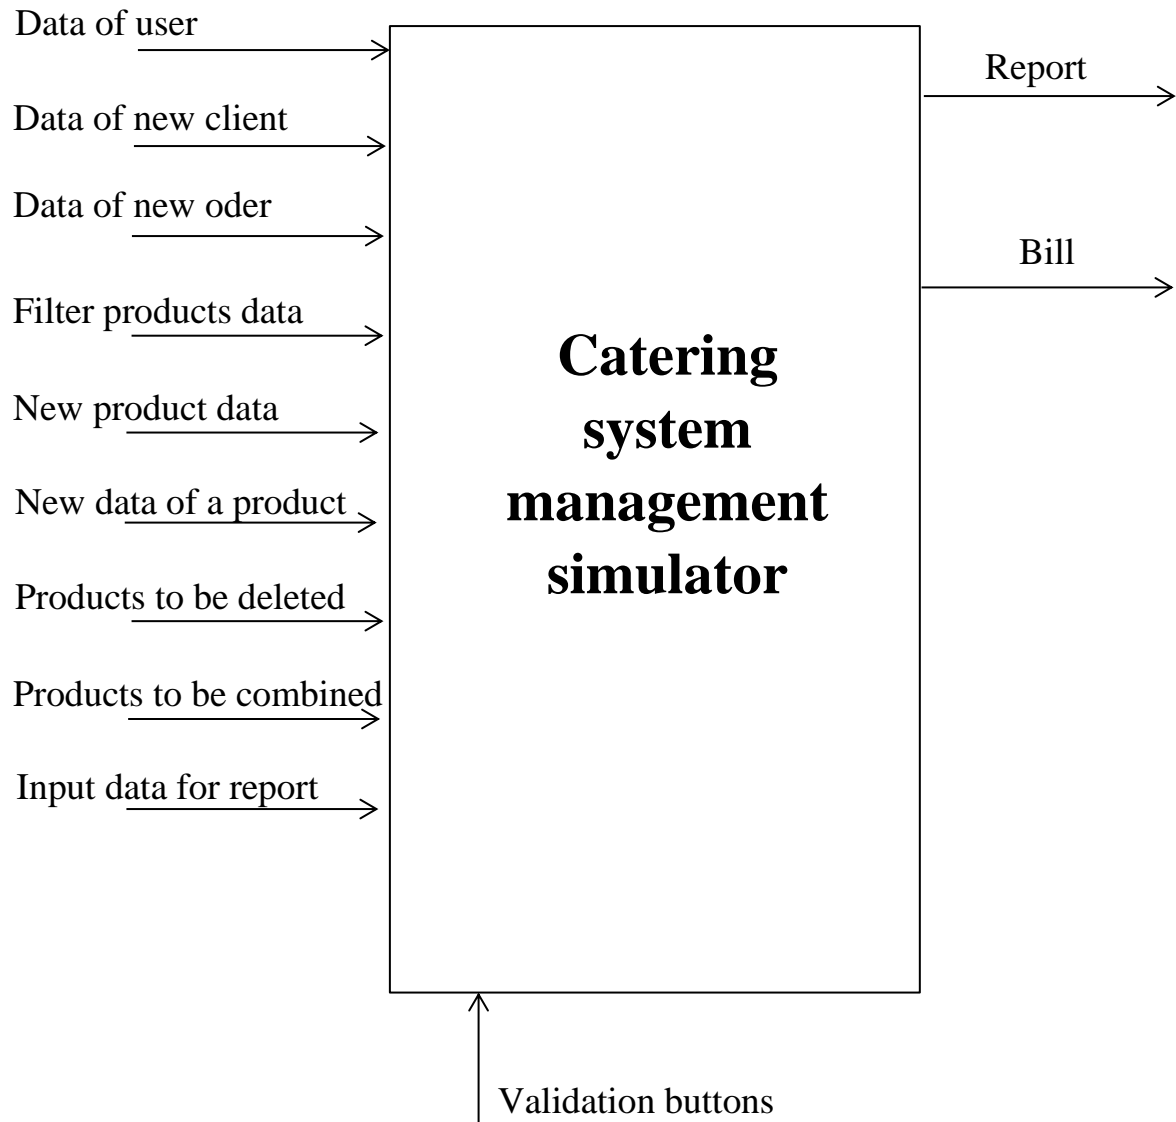 Data of user
Data of new client
Data of new oder
Filter products data
New product data
New data of a product
Products to be deleted
Products to be combined
Input data for report
Catering
system
management
simulator
Report
Bill
Validation buttons